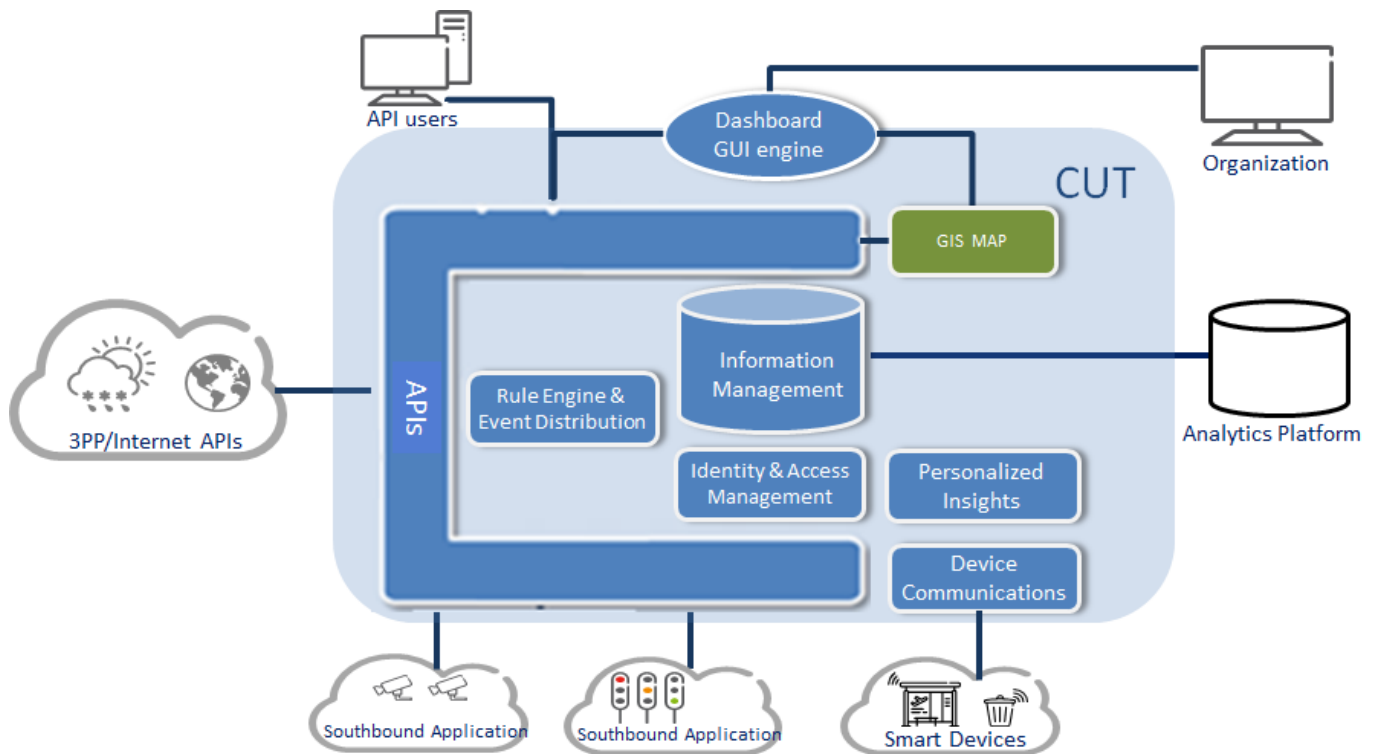 API users
Dashboard
GUI engine
Organization
CUT
GIS MAP
Information
Management
APIs
Rule Engine &
Event Distribution
3PP/Internet APIs
Analytics Platform
Identity & Access
Management
Personalized
Insights
Device
Communications
Southbound Application
Southbound Application
Smart Devices